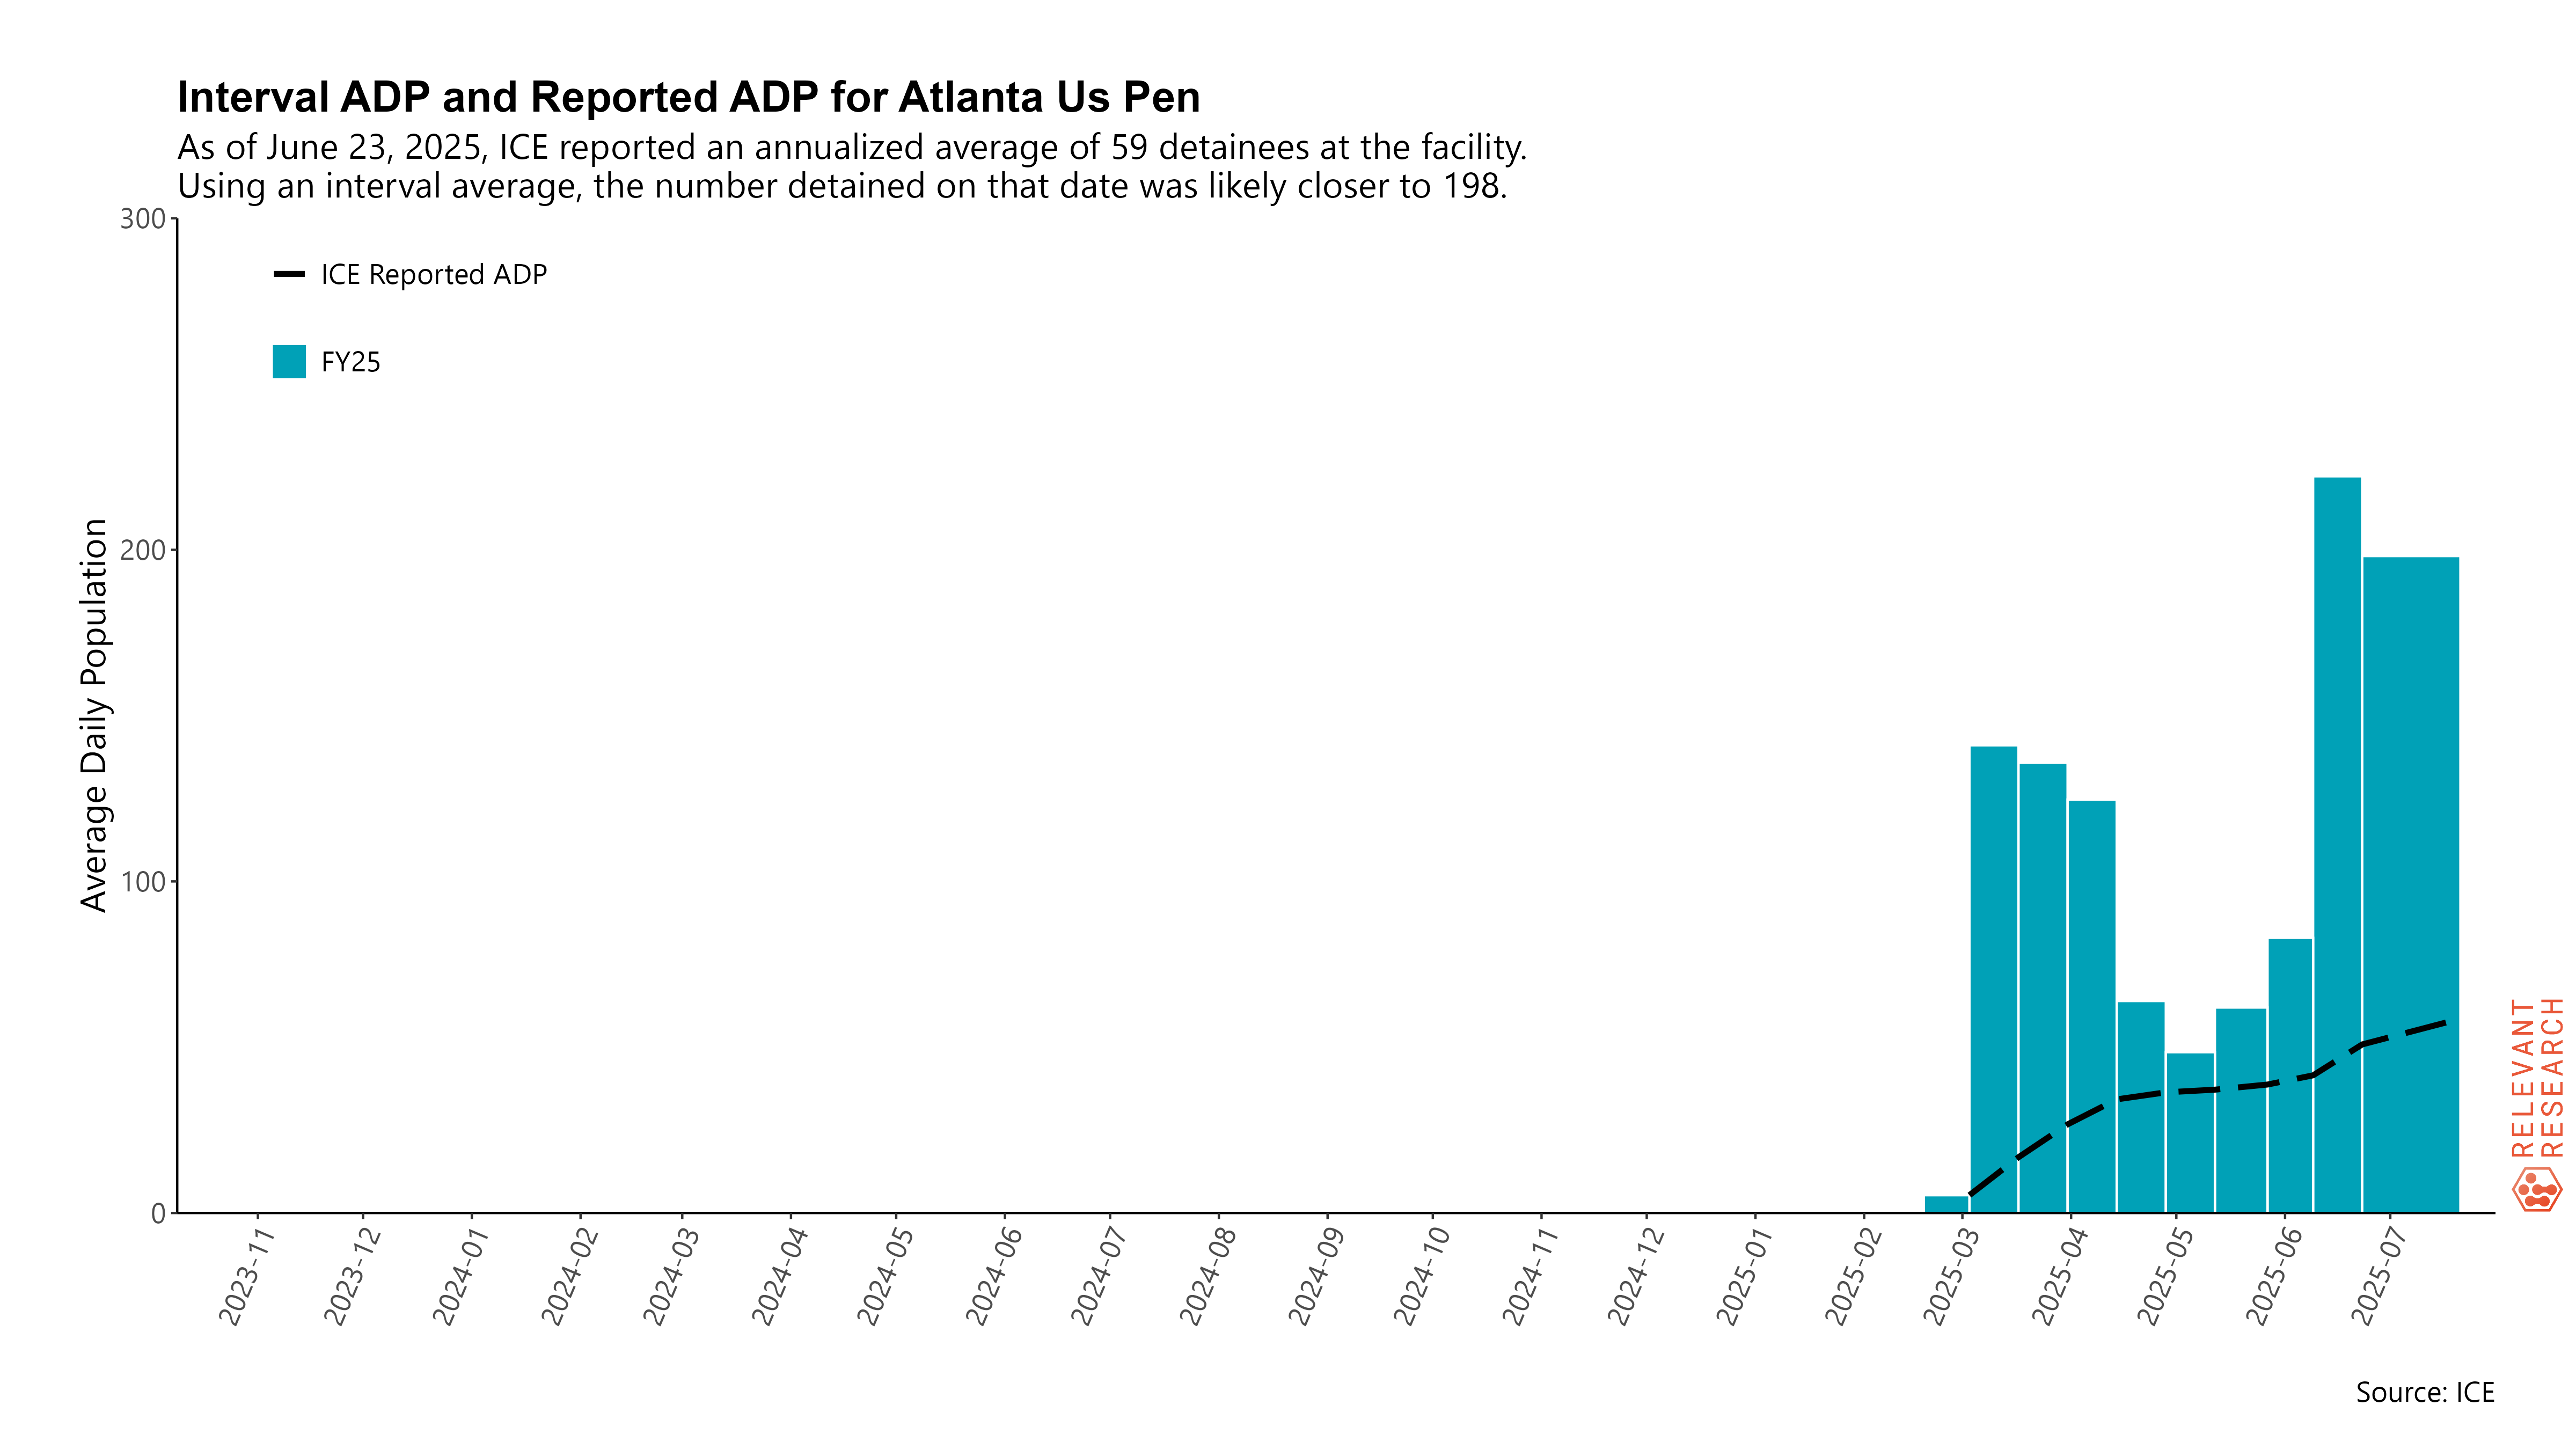 Interval ADP and Reported ADP for Atlanta Us Pen
As of June 23, 2025, ICE reported an annualized average of 59 detainees at the facility.
Using an interval average, the number detained on that date was likely closer to 198.
300
200
100
0
Average Daily Population
ICE Reported ADP
FY25
2023-11
2023-12
2024-01
2024-02
2024-03
2024-04
2024-05
2024-06
2024-07
2024-08
2024-09
2024-10
2024-11
2024-12
2025-01
2025-02
2025-03
2025-04
2025-05
2025-06
2025-07
RELEVANT
RESEARCH
Source: ICE